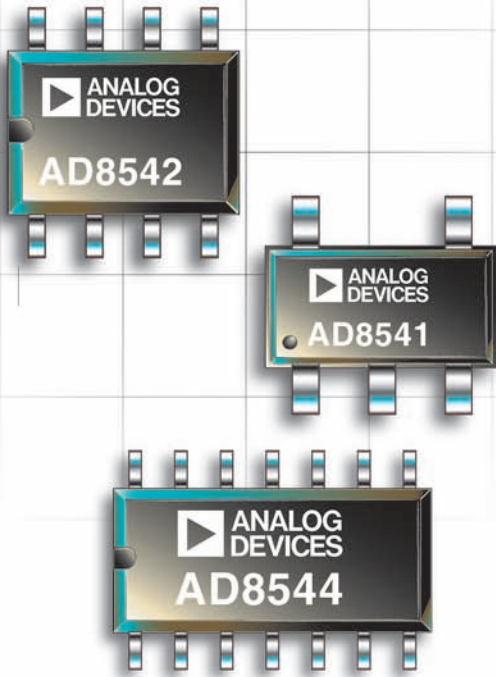 ANALOG
DEVICES
AD8542
ANALOG
DEVICES
AD8541
ANALOG
DEVICES
AD8544